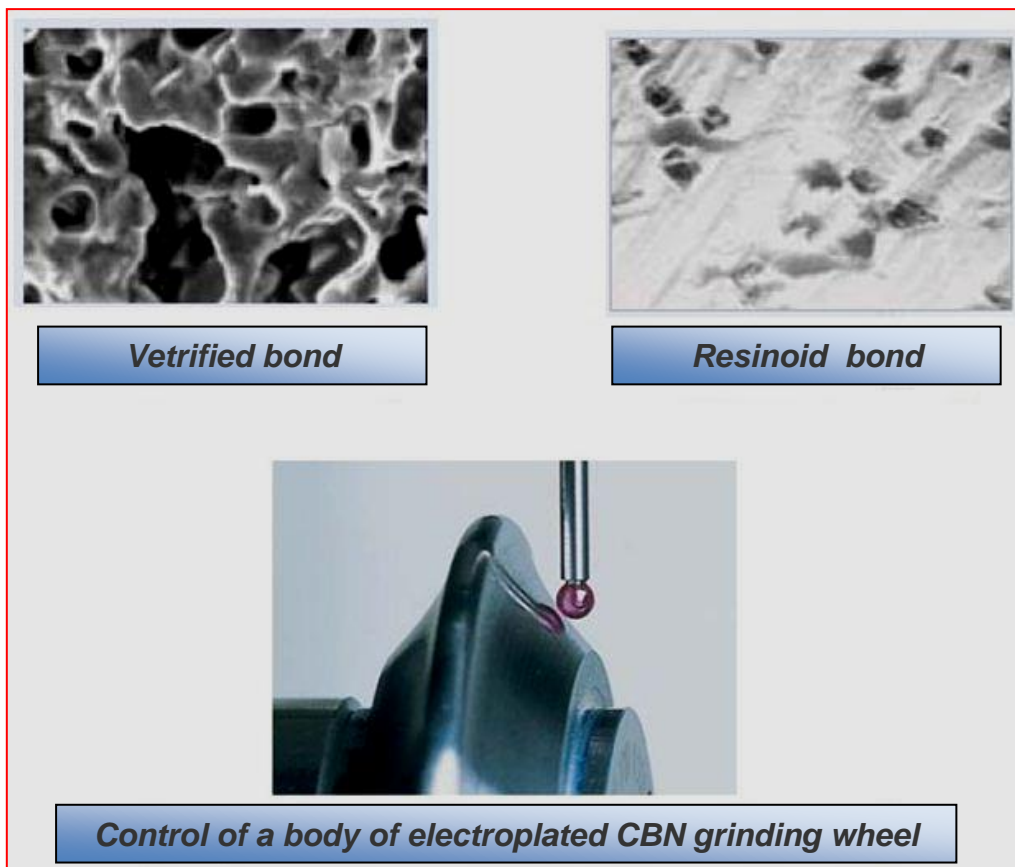 Vetrified bond
Resinoid bond
Control of a body of electroplated CBN grinding wheel